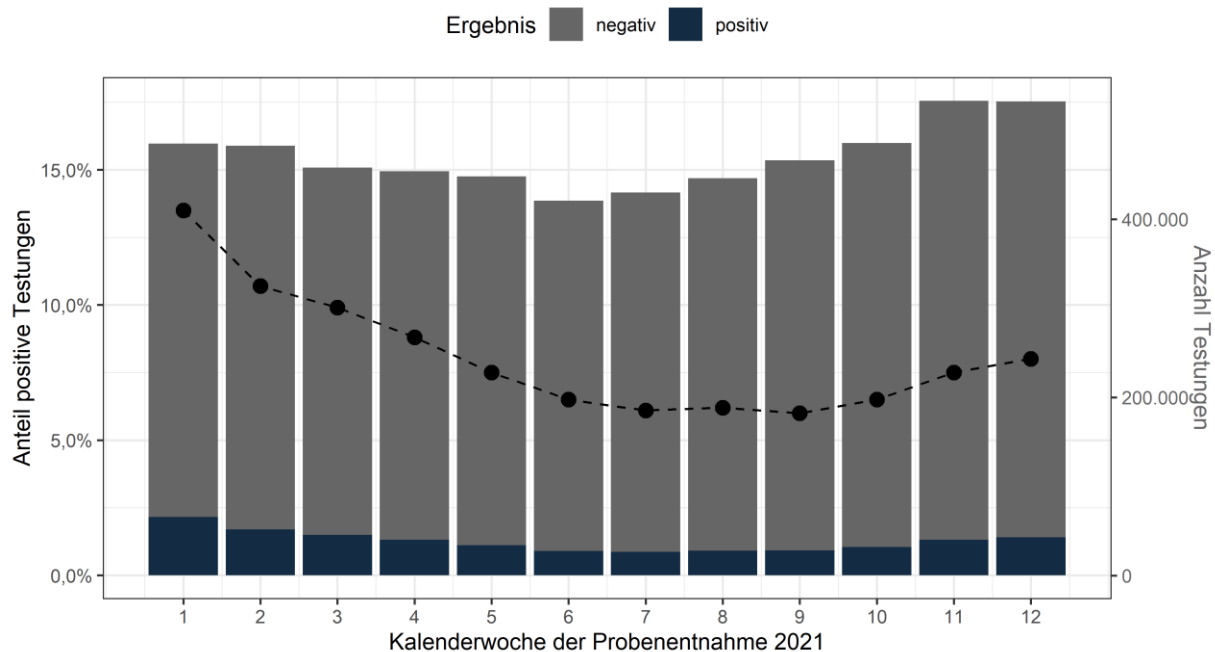 Ergebnis negativ positiv
Anteil positive Testungen
15,0%
10,0%
5,0%
0,0%
400.000
200.000
0
Anzahl Testungen
1 2 3 4 5 6 7 8 9 10 11 12
Kalenderwoche der Probenentnahme 2021